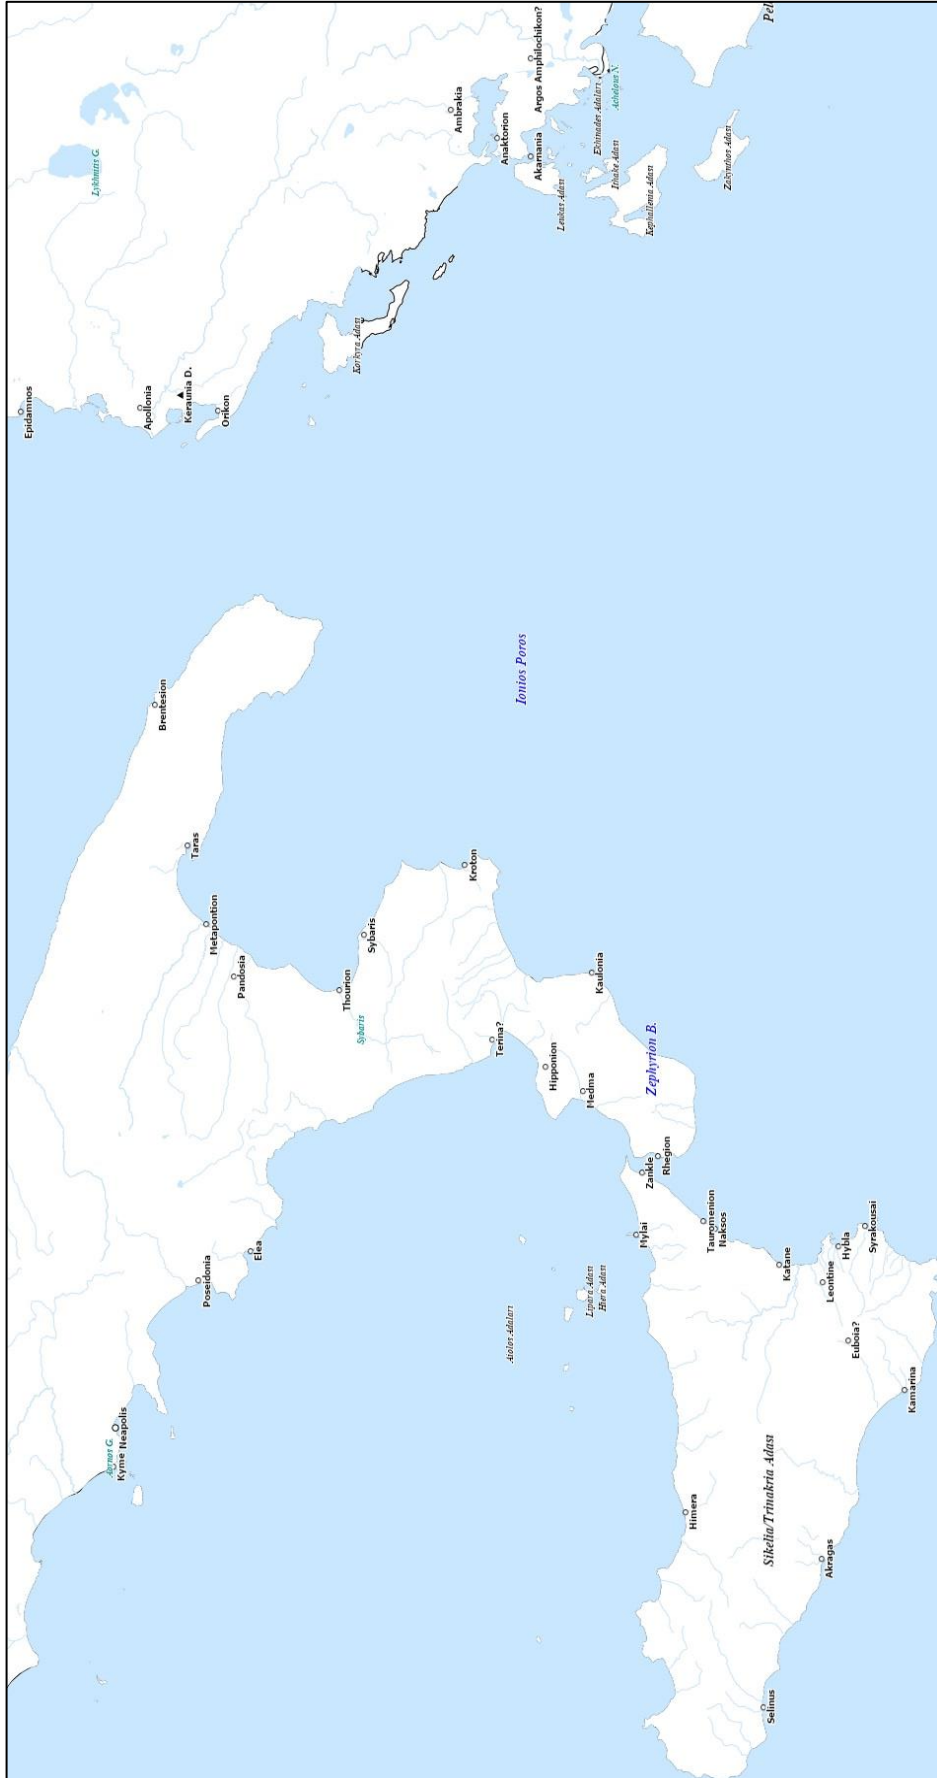 Epidamnos
Lykhnitis G.
Apollonia
Keraunia D.
Orikon
Korkyra Adası
Ambrakia
Anaktorion
Akarnania
Argos Amphilochikon?
Leukas Adası
Ekhinades Adaları
Achelous N.
Ithake Adası
Kephallenia Adası
Zakynthos Adası
Pel
Brentesion
Taras
Metapontion
Pandosia
Thourion
Sybaris
Sybaris
Kroton
Ionios Poros
Poseidonia
Elea
Aornos G.
Kyme
Neapolis
Terina?
Hipponion
Medma
Kaulonia
Zephyrion B.
Rhegion
Zankle
Mylai
Aiolos Adaları
Lipara Adası
Hiera Adası
Tauromenion
Naksos
Katane
Leontine
Hybla
Syrakousai
Euboia?
Kamarina
Himera
Sikelia/Trinakria Adası
Akragas
Selinus